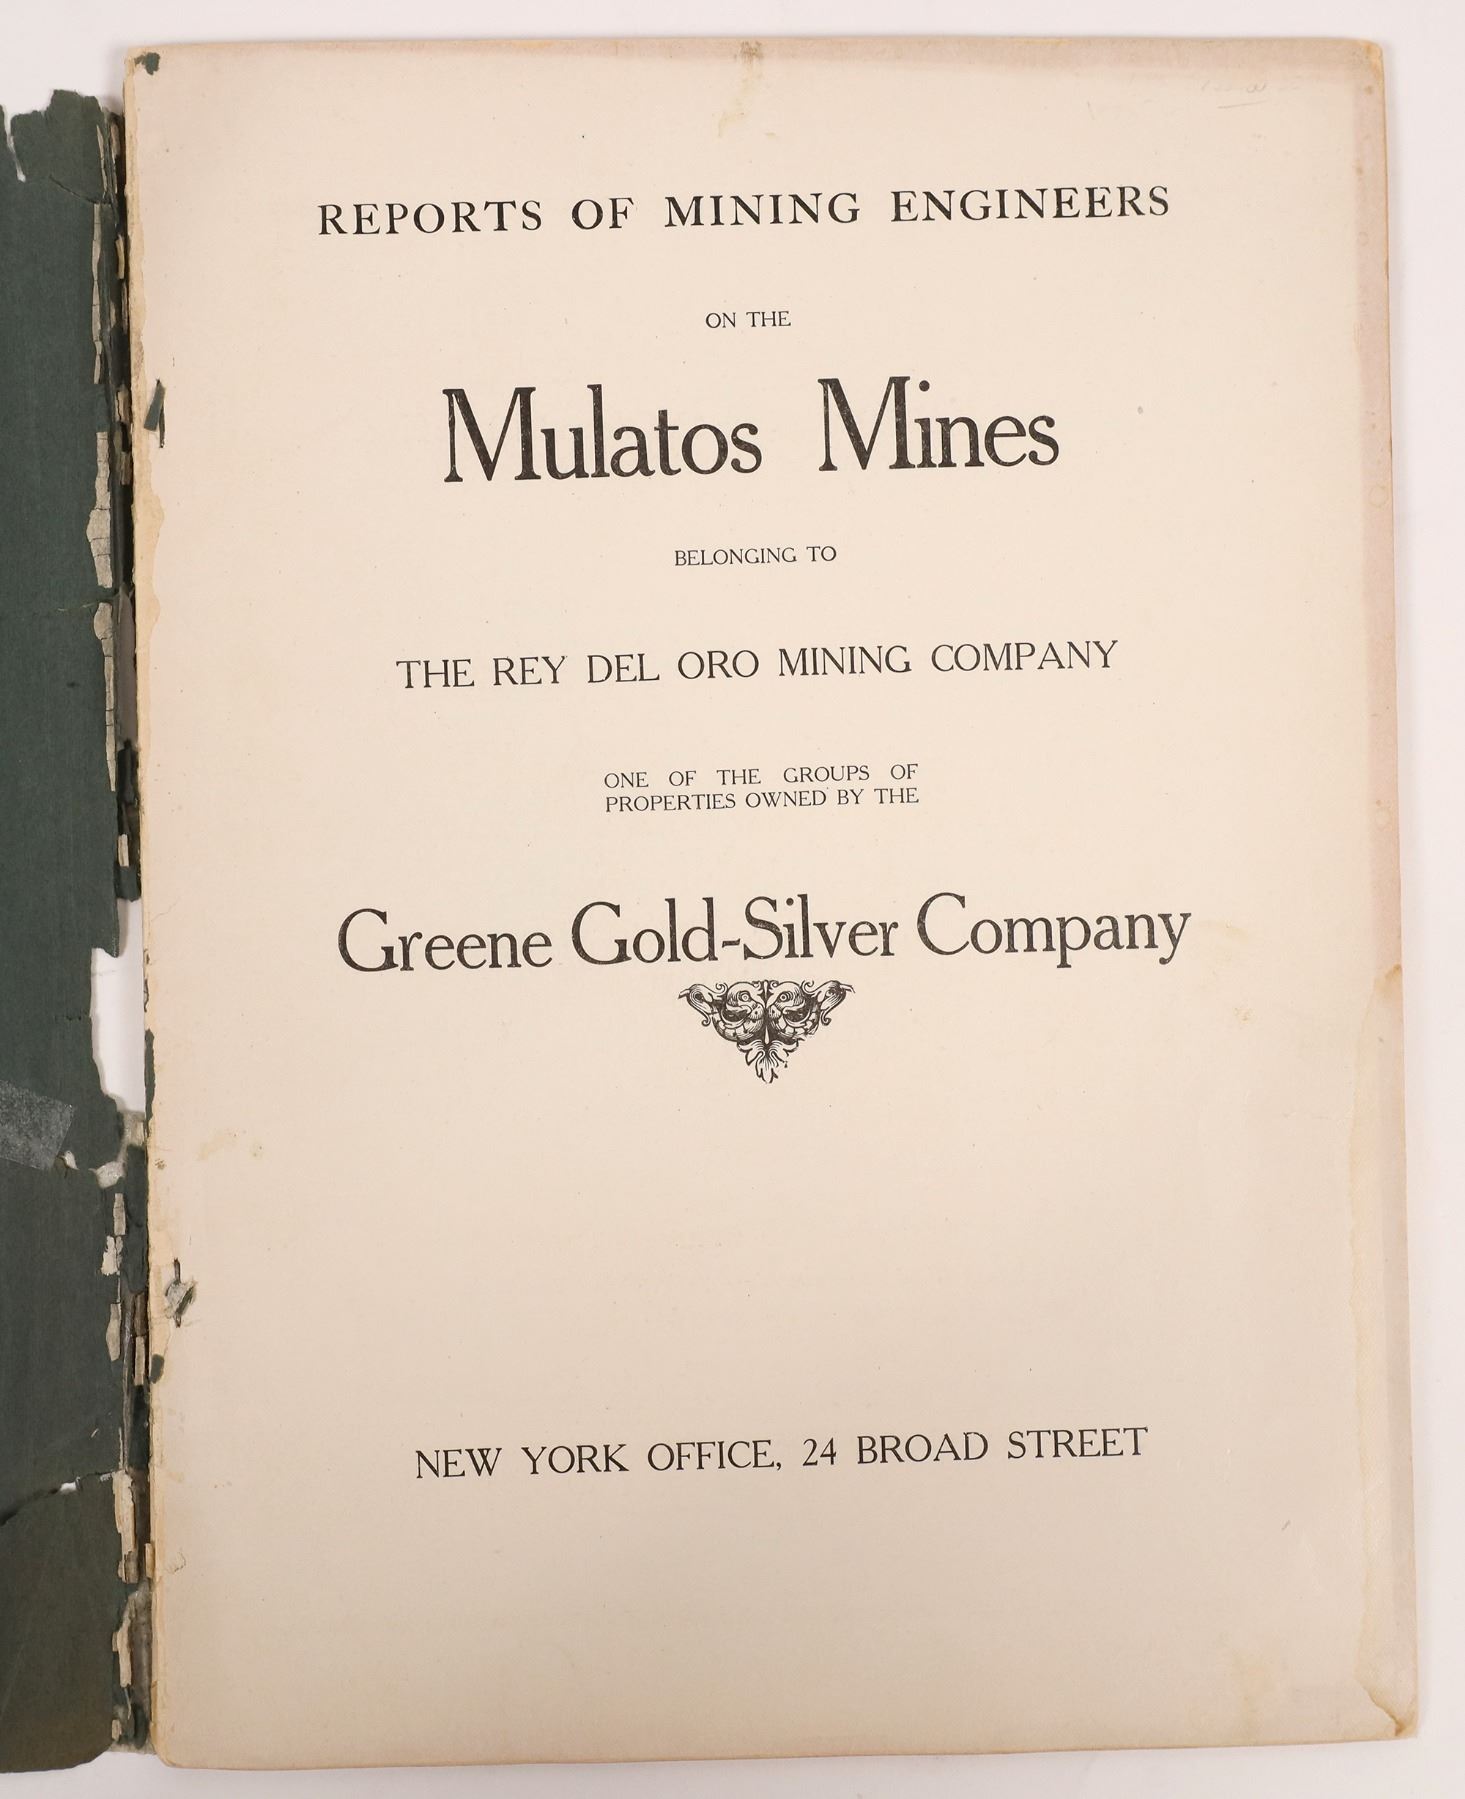 REPORTS OF MINING ENGINEERS
ON THE
Mulatos Mines
BELONGING TO
THE REY DEL ORO MINING COMPANY
ONE OF THE GROUPS OF
PROPERTIES OWNED BY THE
Greene Gold-Silver Company
NEW YORK OFFICE, 24 BROAD STREET